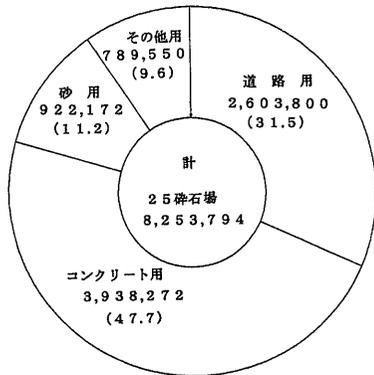 その他用
789,550
(9.6)
道路用
2,603,800
(31.5)
砂用
922,172
(11.2)
計
25砕石場
8,253,794
コンクリート用
3,938,272
(47.7)